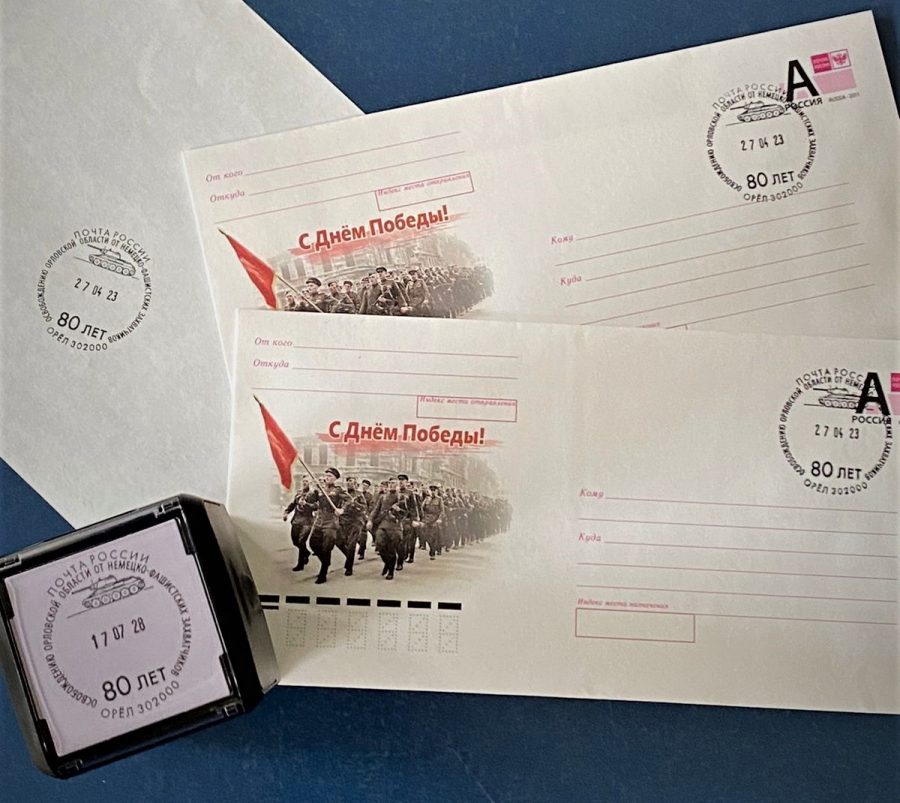 ПОЧТА РОССИИ
ОСВОБОЖДЕНИЮ ОРЛОВСКОЙ ОБЛАСТИ ОТ НЕМЕЦКО-ФАШИСТСКИХ ЗАХВАТЧИКОВ
27 04 23
80 ЛЕТ
ОРЁЛ 302000
От кого
Откуда
Индекс места отправления
С Днём Победы!
Кому
Куда
А
РОССИЯ
ПОЧТА РОССИ
ОСВОБОЖДЕНИЮ ОРЛОВСКОЙ ОБЛАСТИ ОТ НЕМЕЦКО-ФАШИСТСКИХ ЗАХВАТЧИКОВ
27 04 23
80 ЛЕТ
ОРЁЛ 302000
От кого
Откуда
Индекс места отправления
С Днём Победы!
Кому
Куда
Индекс места назначения
А
РОССИЯ
ПОЧТА РОСС
ОСВОБОЖДЕНИЮ ОРЛОВСКОЙ ОБЛАСТИ ОТ НЕМЕ
ЗАХВАТЧИКОВ
27 04 23
80 ЛЕТ
ОРЁЛ 302000
ПОЧТА РОССИИ
ОСВОБОЖДЕНИЮ ОРЛОВСКОЙ ОБЛАСТИ ОТ НЕМЕЦКО-ФАШИСТСКИХ ЗАХВАТЧИКОВ
17 07 28
80 ЛЕТ
ОРЁЛ 302000